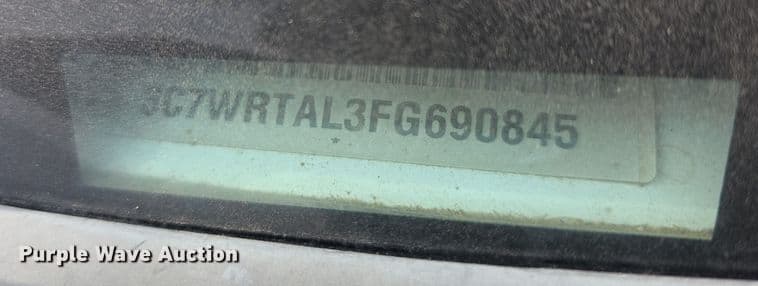 3C7WRTAL3FG690845
Purple Wave Auction